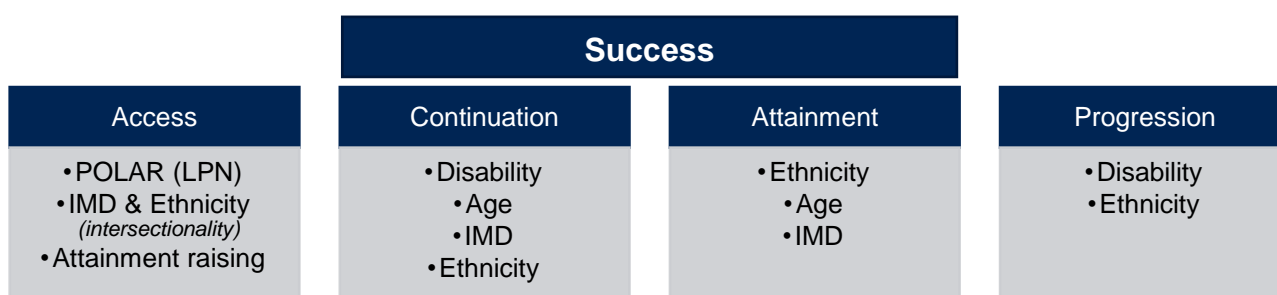 Success
Access
•POLAR (LPN)
•IMD & Ethnicity
(intersectionality)
•Attainment raising
Continuation
•Disability
•Age
•IMD
•Ethnicity
Attainment
•Ethnicity
•Age
•IMD
Progression
•Disability
•Ethnicity